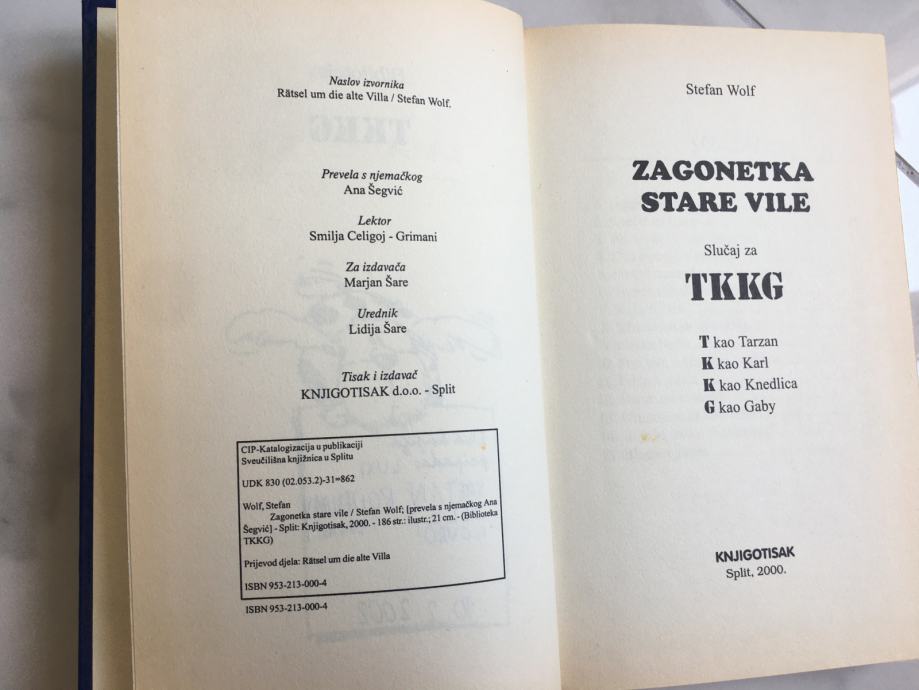 Naslov izvornika
Rätsel um die alte Villa / Stefan Wolf.
Prevela s njemačkog
Ana Šegvić
Lektor
Smilja Celigoj - Grimani
Za izdavača
Marjan Šare
Urednik
Lidija Šare
Tisak i izdavač
KNJIGOTISAK d.o.o. - Split
CIP-Katalogizacija u publikaciji
Sveučilišna knjižnica u Splitu
UDK 830 (02.053.2)-31=862
Wolf, Stefan
Zagonetka stare vile / Stefan Wolf; [prevela s njemačkog Ana
Šegvić] - Split: Knjigotisak, 2000. - 186 str.: ilustr.; 21 cm. - (Biblioteka
TKKG)
Prijevod djela: Rätsel um die alte Villa
ISBN 953-213-000-4
ISBN 953-213-000-4
Stefan Wolf
ZAGONETKA
STARE VILE
Slučaj za
TKKG
T kao Tarzan
K kao Karl
K kao Knedlica
G kao Gaby
KNJIGOTISAK
Split, 2000.